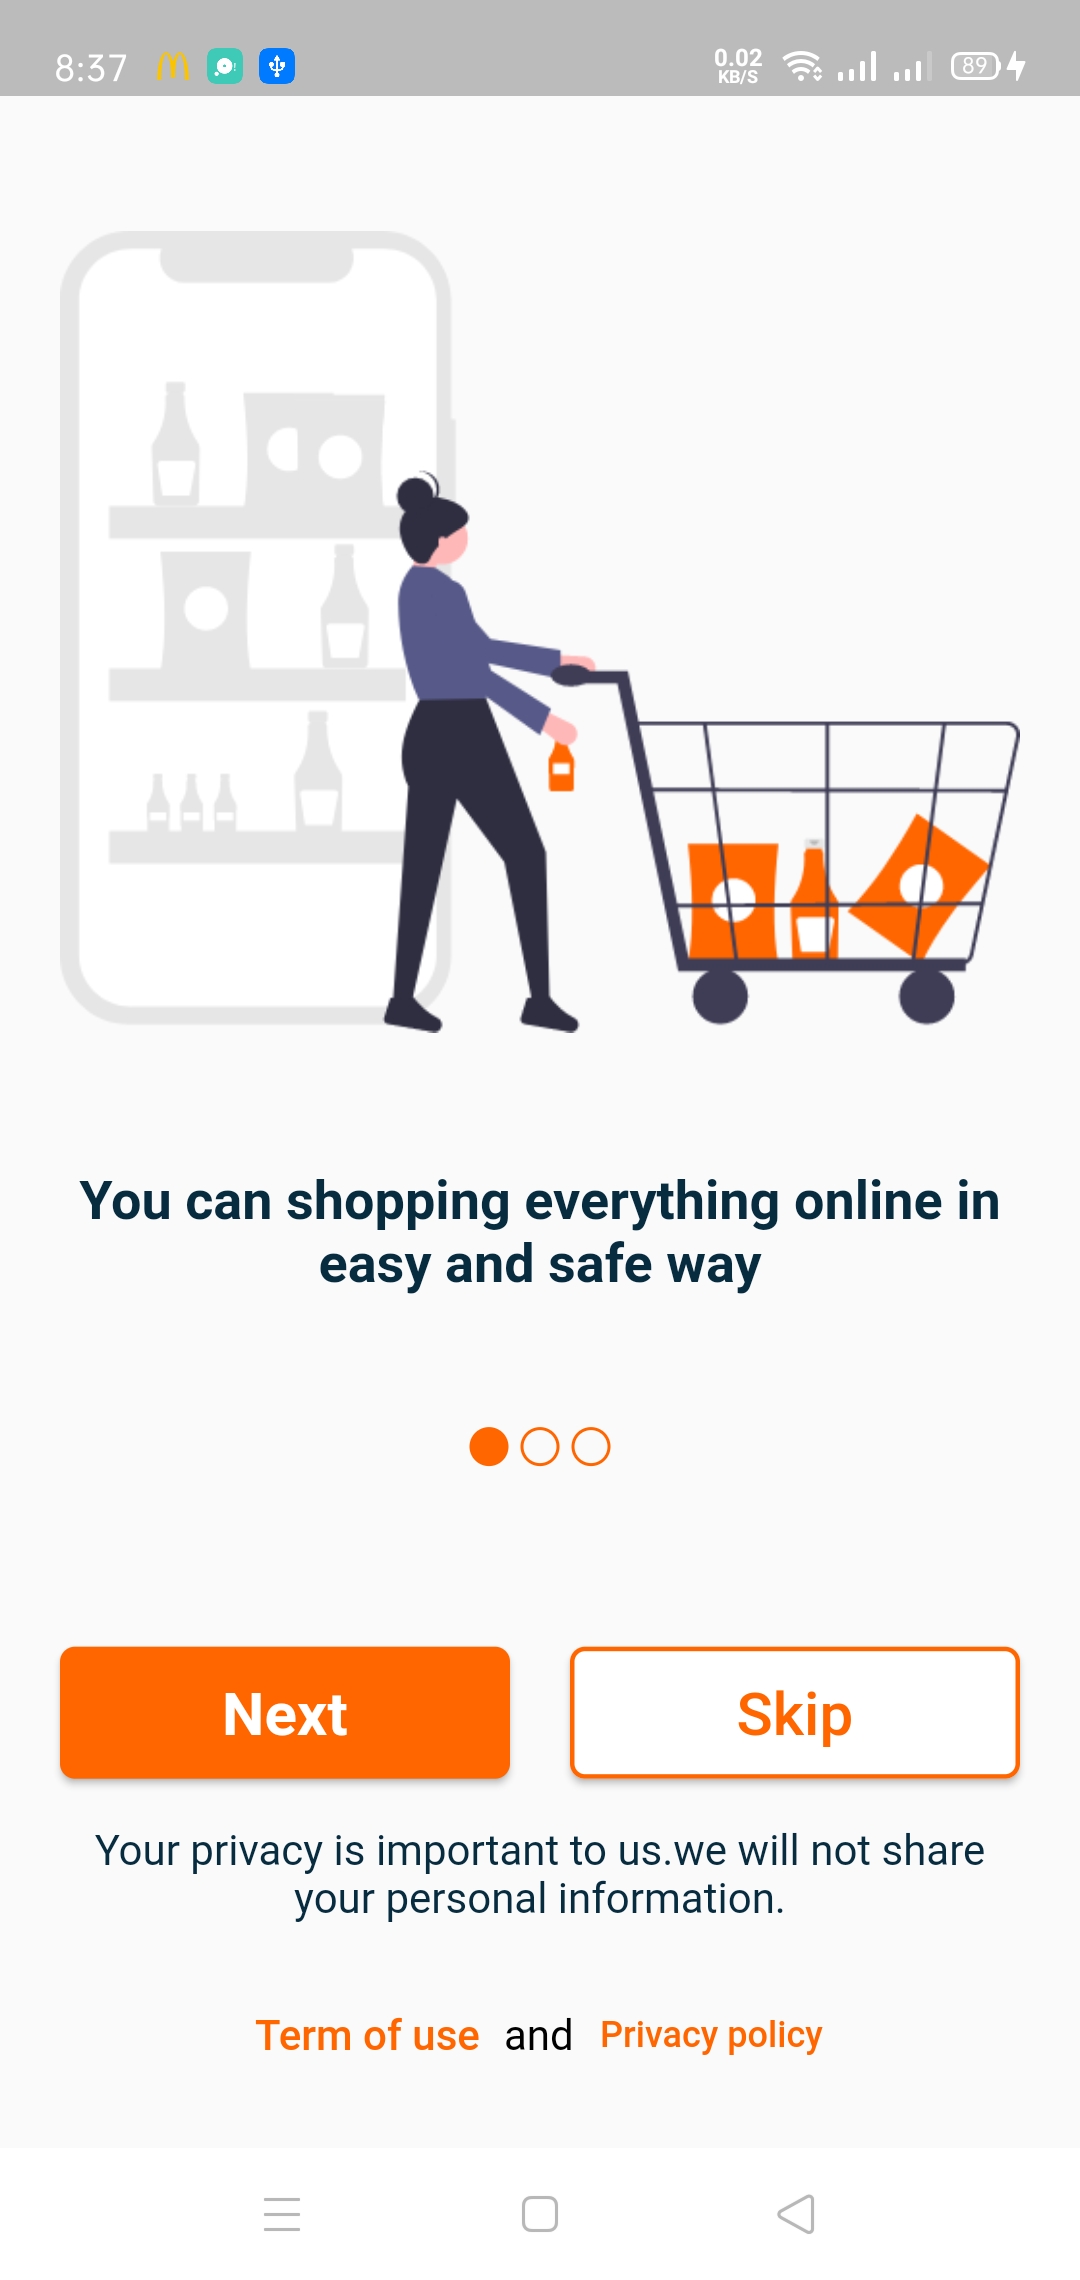 8:37
0.02
KB/S
89
You can shopping everything online in
easy and safe way
Next
Skip
Your privacy is important to us.we will not share
your personal information.
Term of use and Privacy policy